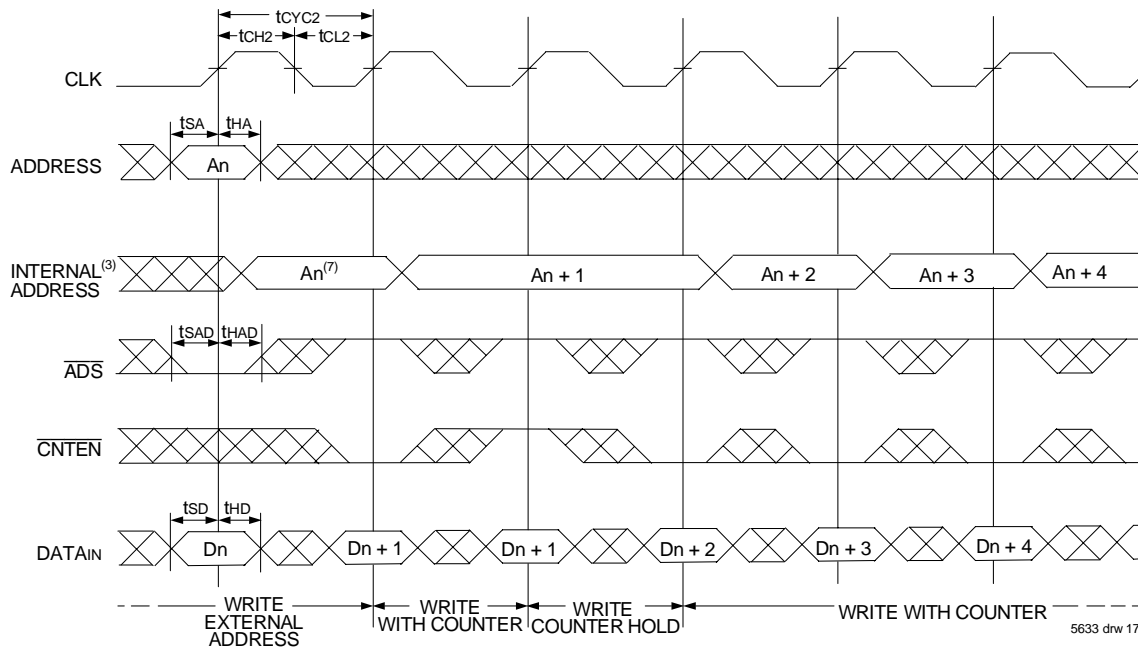 tCYC2
tCH2 tCL2
CLK
tSA tHA
ADDRESS An
INTERNAL(3)
ADDRESS
An(7) An + 1 An + 2 An + 3 An + 4
tSAD tHAD
ADS
CNTEN
tSD tHD
DATAIN Dn Dn + 1 Dn + 1 Dn + 2 Dn + 3 Dn + 4
WRITE
EXTERNAL
ADDRESS
WRITE
WITH COUNTER
WRITE
COUNTER HOLD
WRITE WITH COUNTER
5633 drw 17